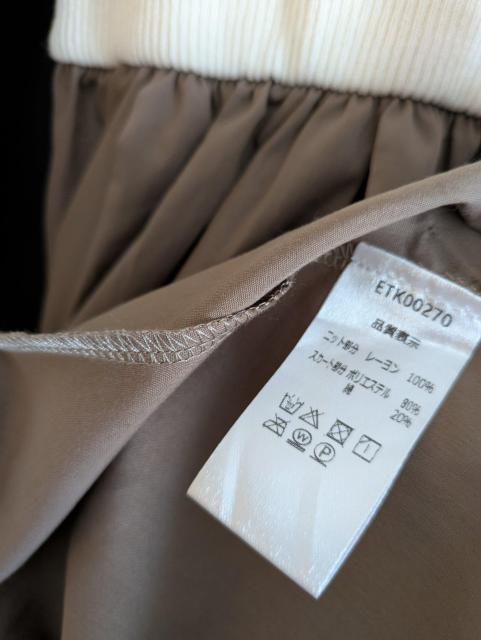 ETK00270
品質表示
ニット部分 レーヨン 100%
スカート部分 ポリエステル 80%
綿 20%
W P